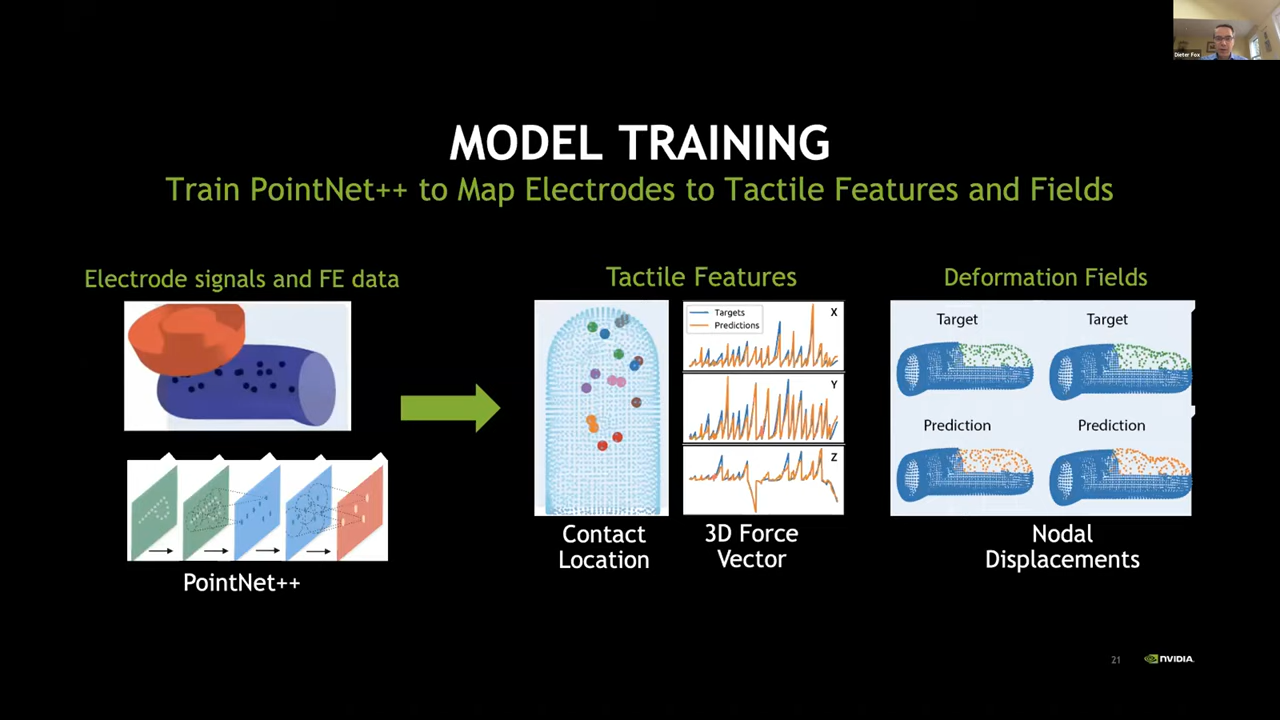 Dieter Fox
MODEL TRAINING
Train PointNet++ to Map Electrodes to Tactile Features and Fields
Electrode signals and FE data
PointNet++
Tactile Features
Targets
Predictions
X
Y
Z
Contact
Location
3D Force
Vector
Deformation Fields
Target
Target
Prediction
Prediction
Nodal
Displacements
21
NVIDIA